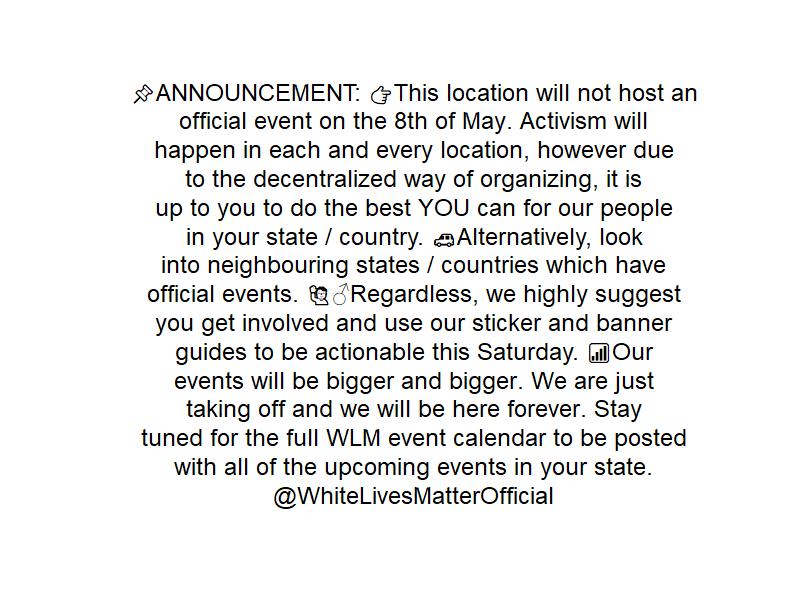 📌ANNOUNCEMENT: 👉This location will not host an
official event on the 8th of May. Activism will
happen in each and every location, however due
to the decentralized way of organizing, it is
up to you to do the best YOU can for our people
in your state / country. 🚗Alternatively, look
into neighbouring states / countries which have
official events. 🙋♂Regardless, we highly suggest
you get involved and use our sticker and banner
guides to be actionable this Saturday. 📶Our
events will be bigger and bigger. We are just
taking off and we will be here forever. Stay
tuned for the full WLM event calendar to be posted
with all of the upcoming events in your state.
@WhiteLivesMatterOfficial